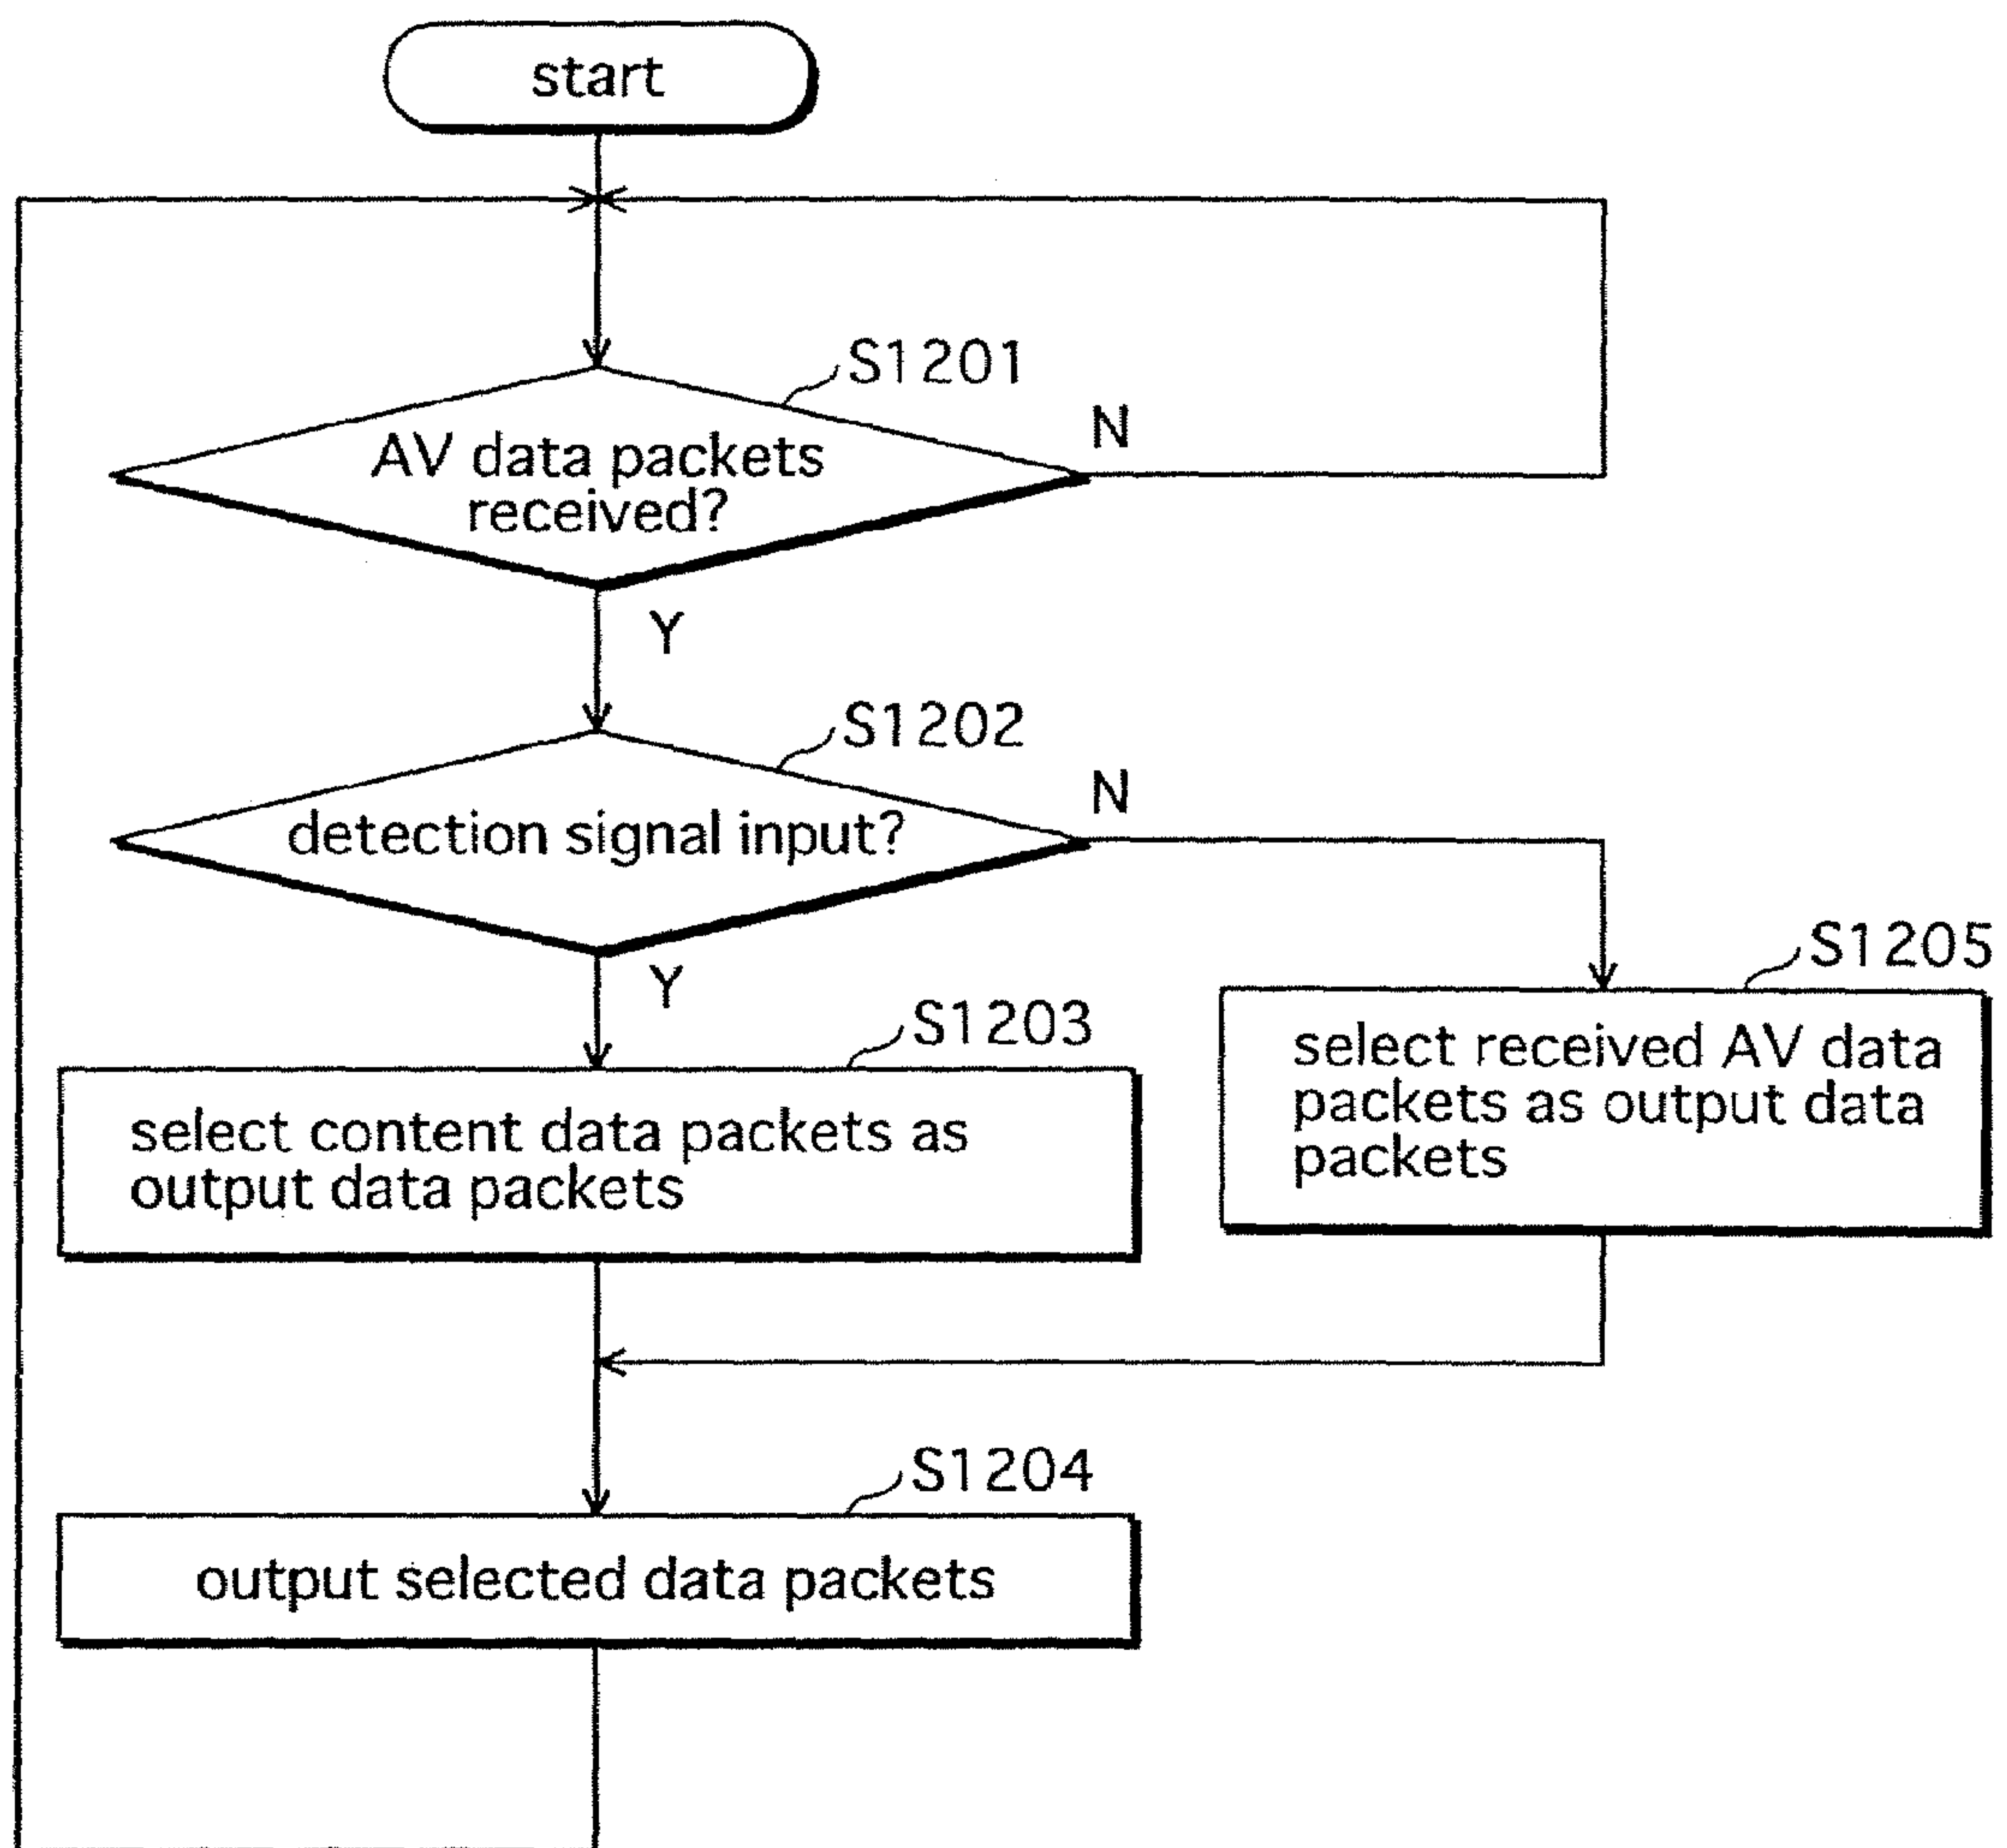 start
S1201
AV data packets
received?
N
Y
S1202
detection signal input?
N
Y
S1205
select received AV data
packets as output data
packets
S1203
select content data packets as
output data packets
S1204
output selected data packets